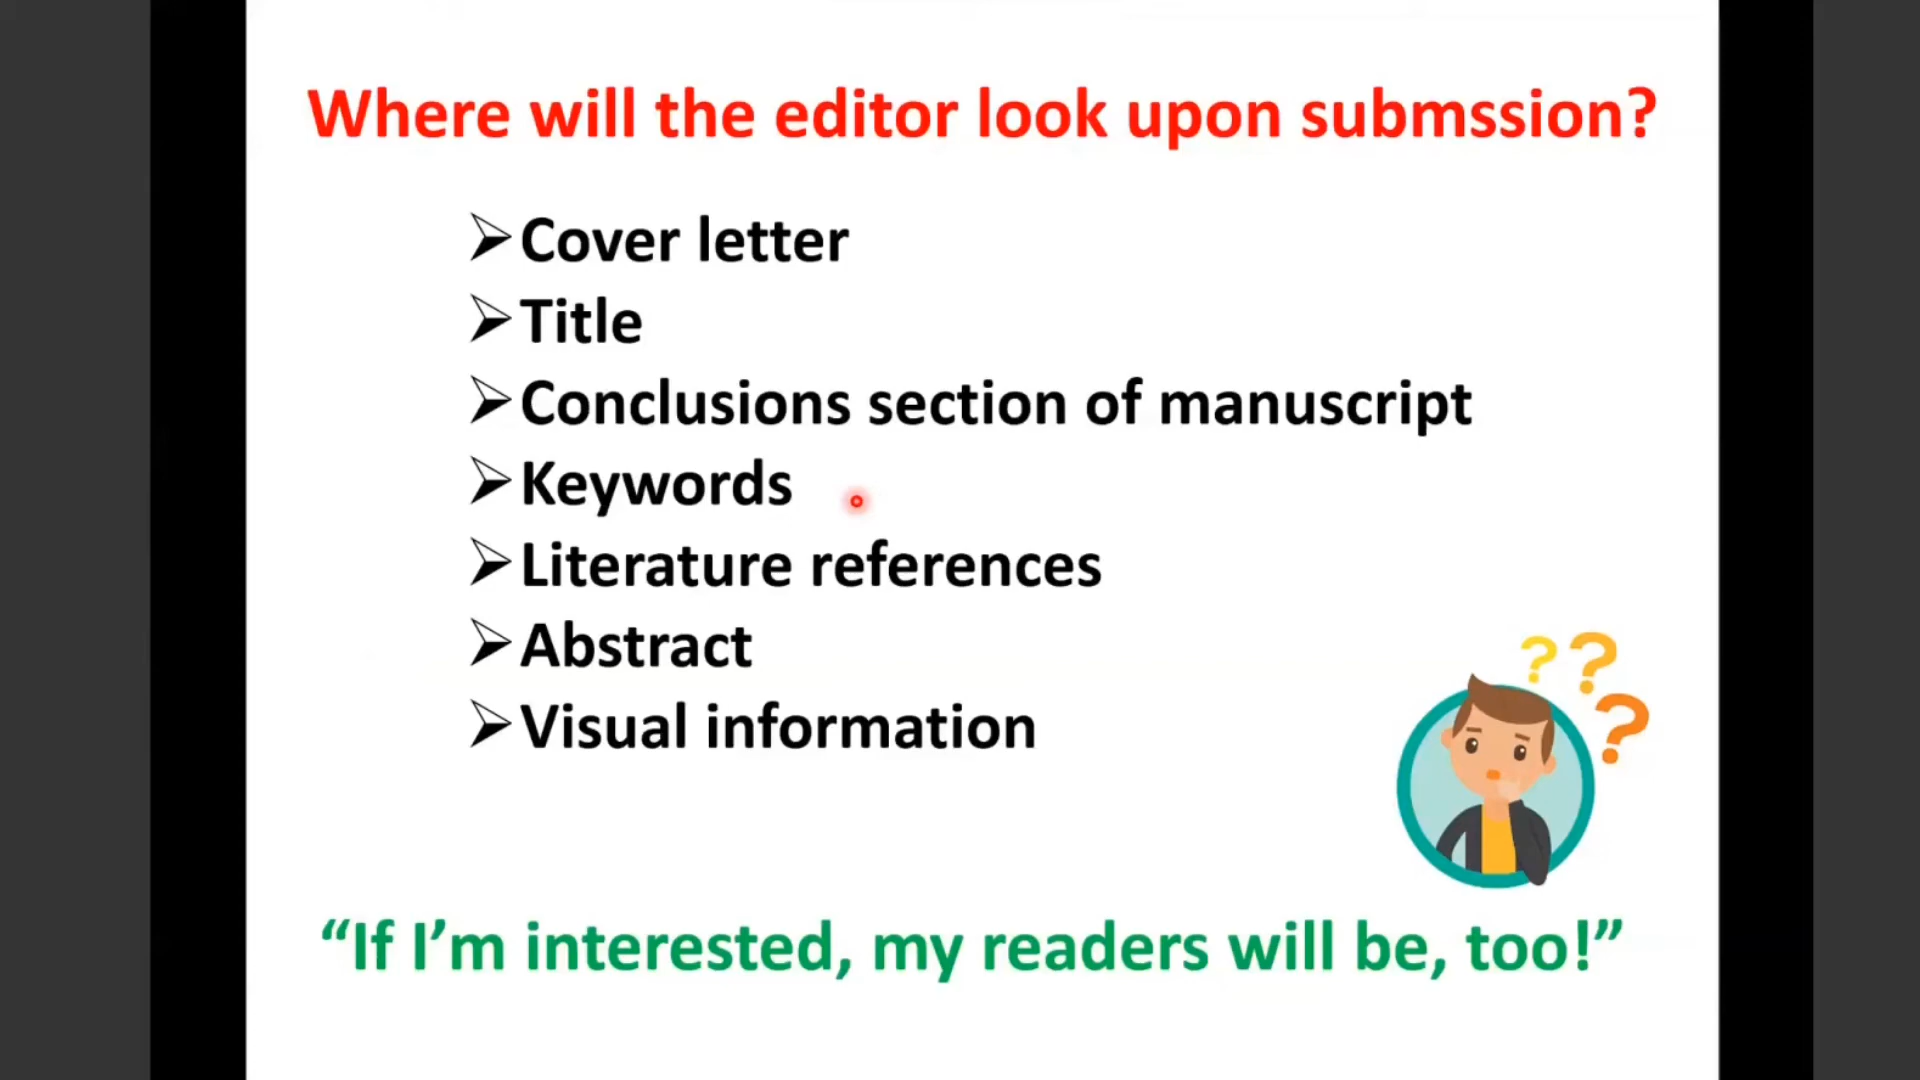 Where will the editor look upon submssion?
➢Cover letter
➢Title
➢Conclusions section of manuscript
➢Keywords
➢Literature references
➢Abstract
➢Visual information
? ? ?
“If I’m interested, my readers will be, too!”